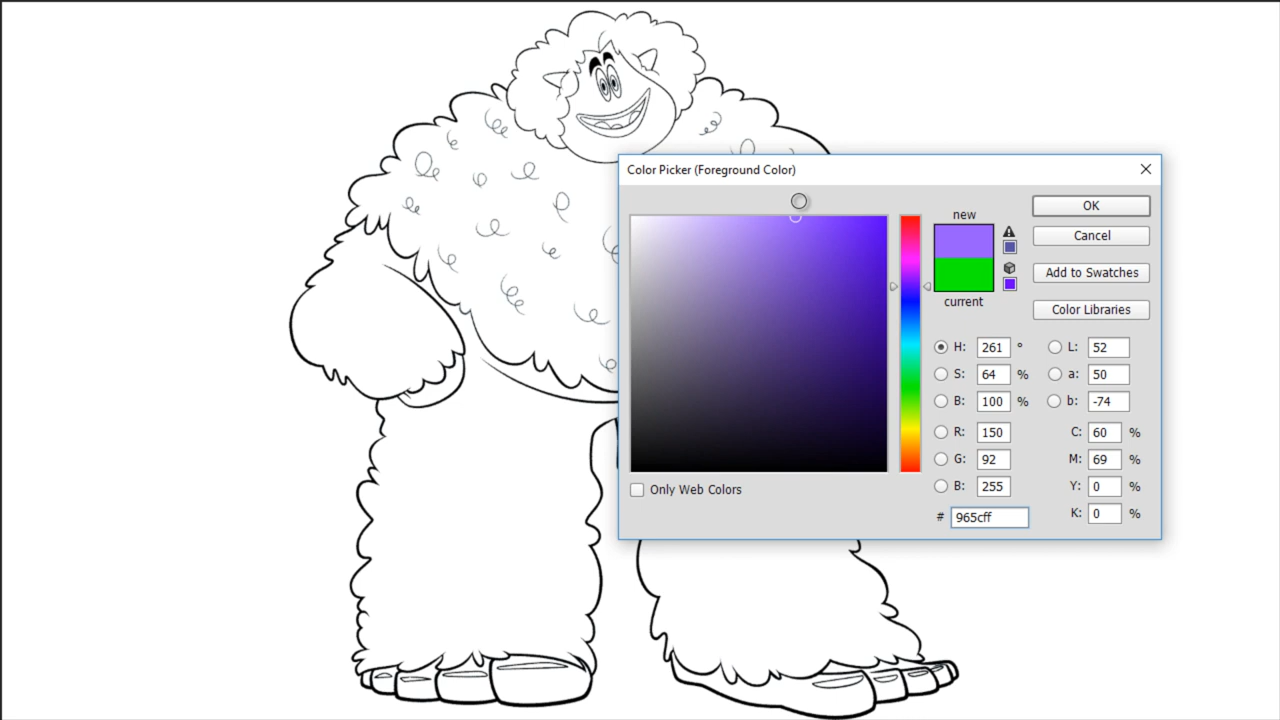 Color Picker (Foreground Color)
new
current
OK
Cancel
Add to Swatches
Color Libraries
H: 261 °
S: 64 %
B: 100 %
R: 150
G: 92
B: 255
# 965cff
L: 52
a: 50
b: -74
C: 60 %
M: 69 %
Y: 0 %
K: 0 %
Only Web Colors